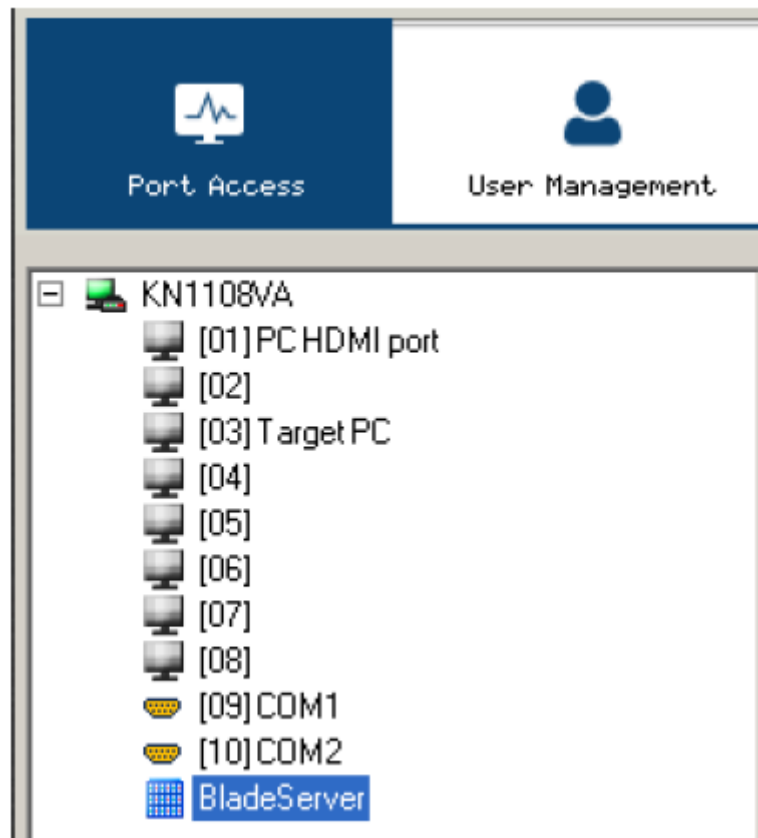 Port Access
User Management
KN1108VA
[01] PC HDMI port
[02]
[03] Target PC
[04]
[05]
[06]
[07]
[08]
[09] COM1
[10] COM2
BladeServer